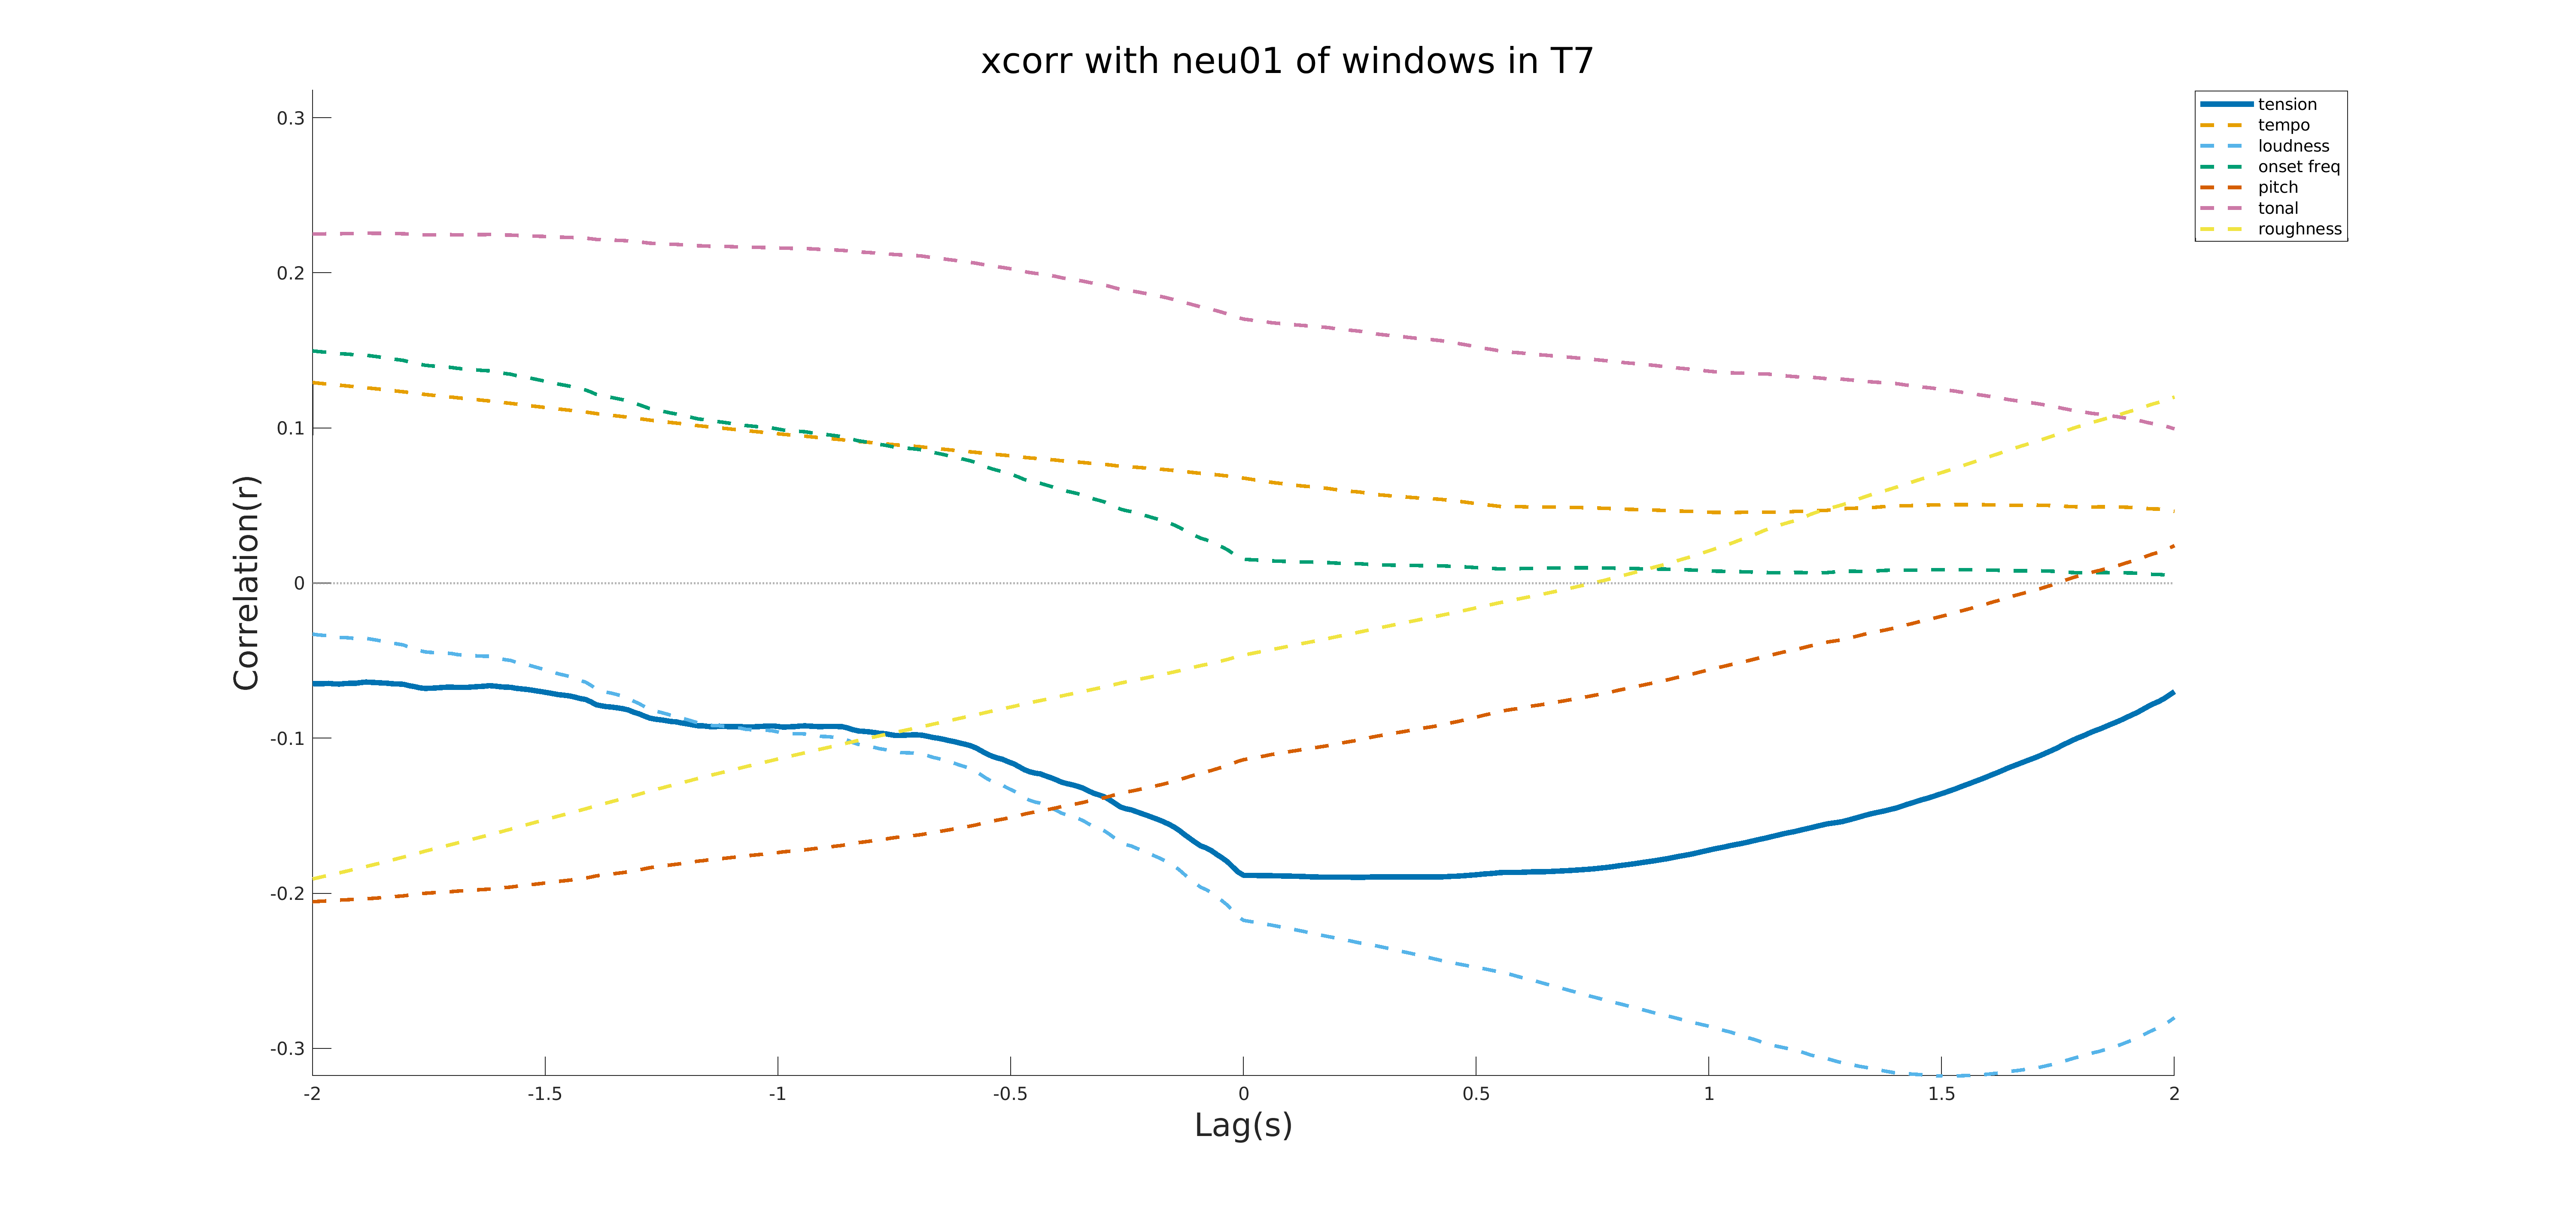 xcorr with neu01 of windows in T7
tension
tempo
loudness
onset freq
pitch
tonal
roughness
0.3
0.2
0.1
0
-0.1
-0.2
-0.3
Correlation(r)
-2
-1.5
-1
-0.5
0
0.5
1
1.5
2
Lag(s)